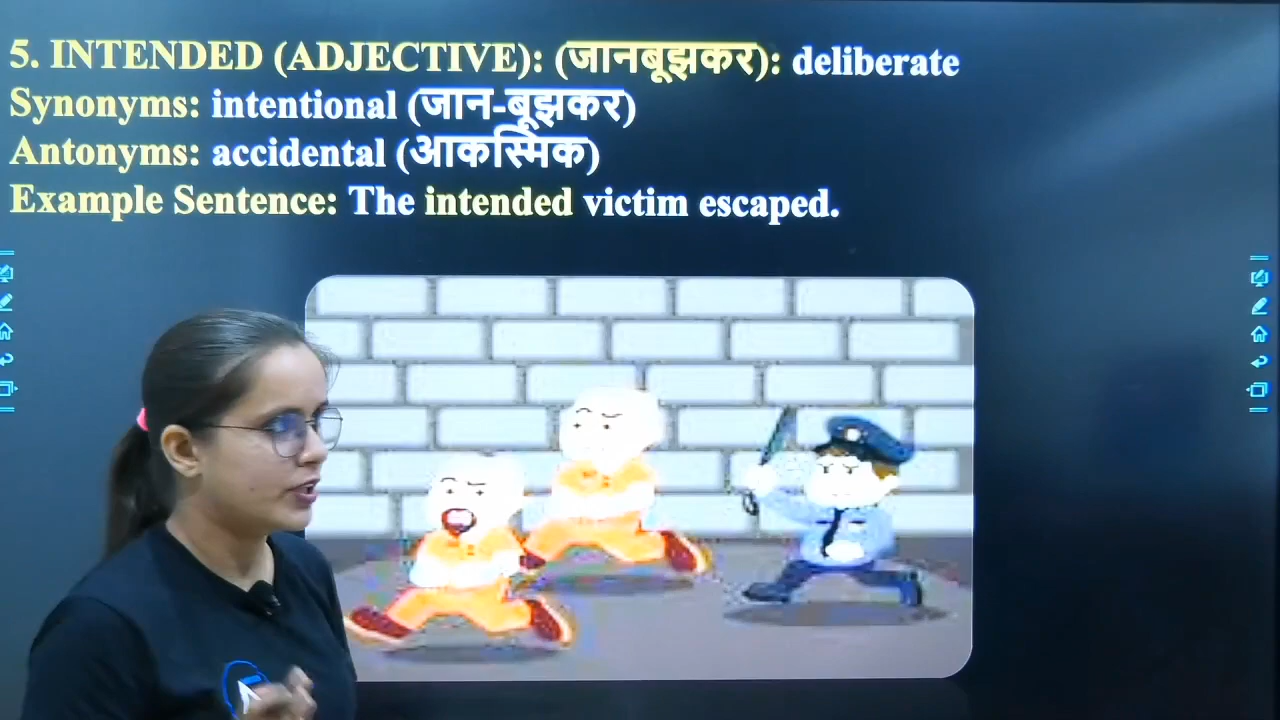 5. INTENDED (ADJECTIVE): (जानबूझकर): deliberate
Synonyms: intentional (जान-बूझकर)
Antonyms: accidental (आकस्मिक)
Example Sentence: The intended victim escaped.